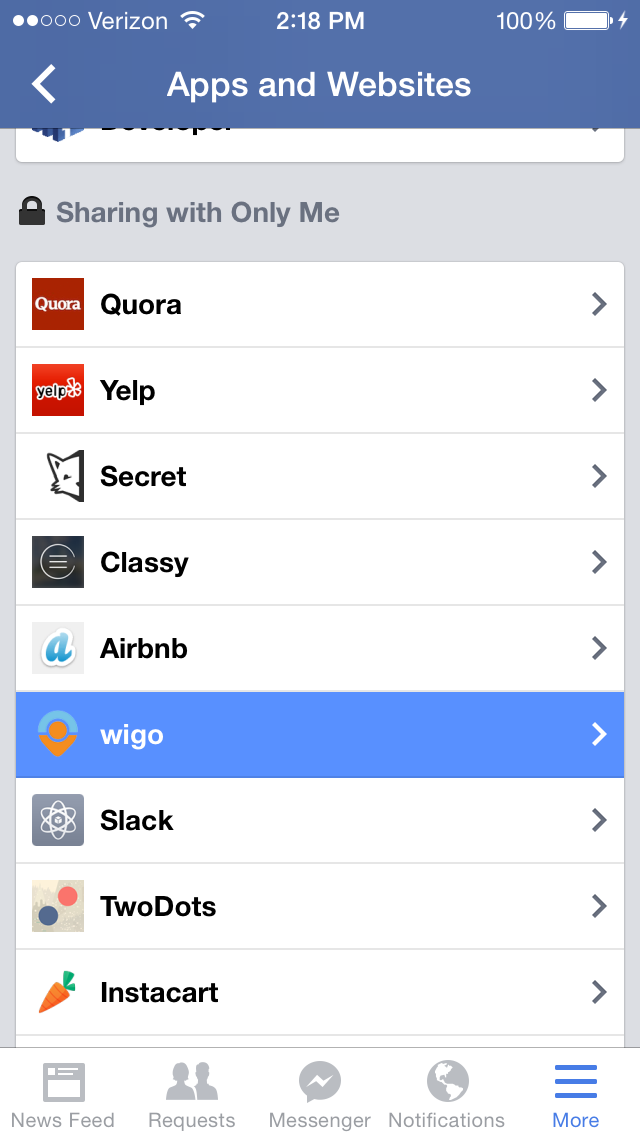 Verizon 2:18 PM 100%
Apps and Websites
Developer
Sharing with Only Me
Quora Quora
yelp Yelp
Secret
Classy
Airbnb
wigo
Slack
TwoDots
Instacart
News Feed Requests Messenger Notifications More